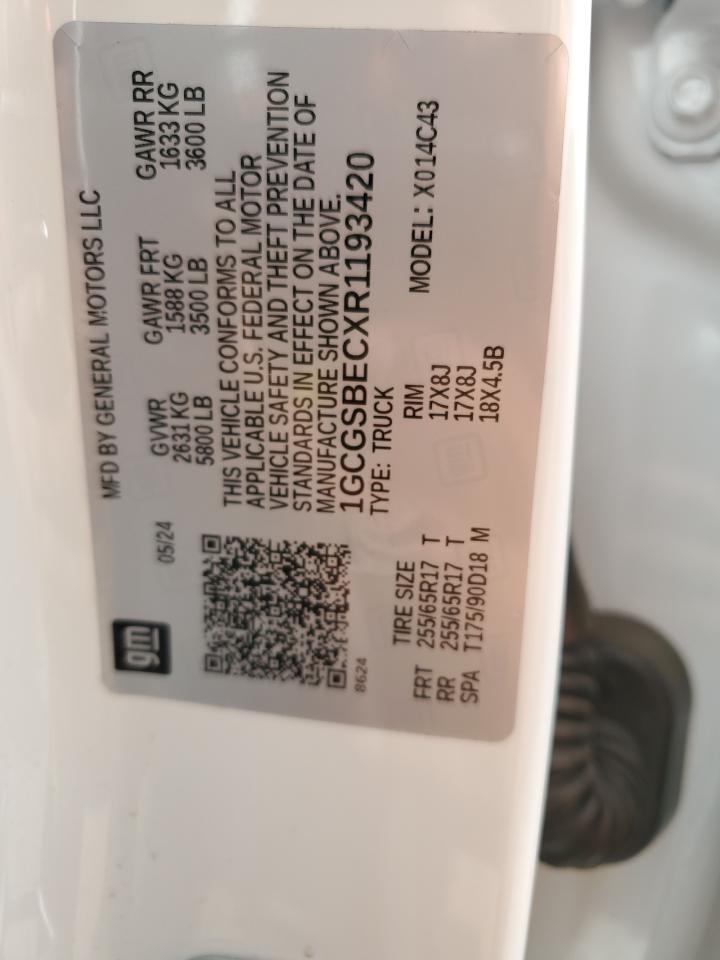 gm
MFD BY GENERAL MOTORS LLC
05/24
GVWR GAWR FRT GAWR RR
2631 KG 1588 KG 1633 KG
5800 LB 3500 LB 3600 LB
THIS VEHICLE CONFORMS TO ALL
APPLICABLE U.S. FEDERAL MOTOR
VEHICLE SAFETY AND THEFT PREVENTION
STANDARDS IN EFFECT ON THE DATE OF
MANUFACTURE SHOWN ABOVE.
1GCGSBECXR1193420
8624
TYPE: TRUCK MODEL: X014C43
TIRE SIZE RIM
FRT 255/65R17 T 17X8J
RR 255/65R17 T 17X8J
SPA T175/90D18 M 18X4.5B